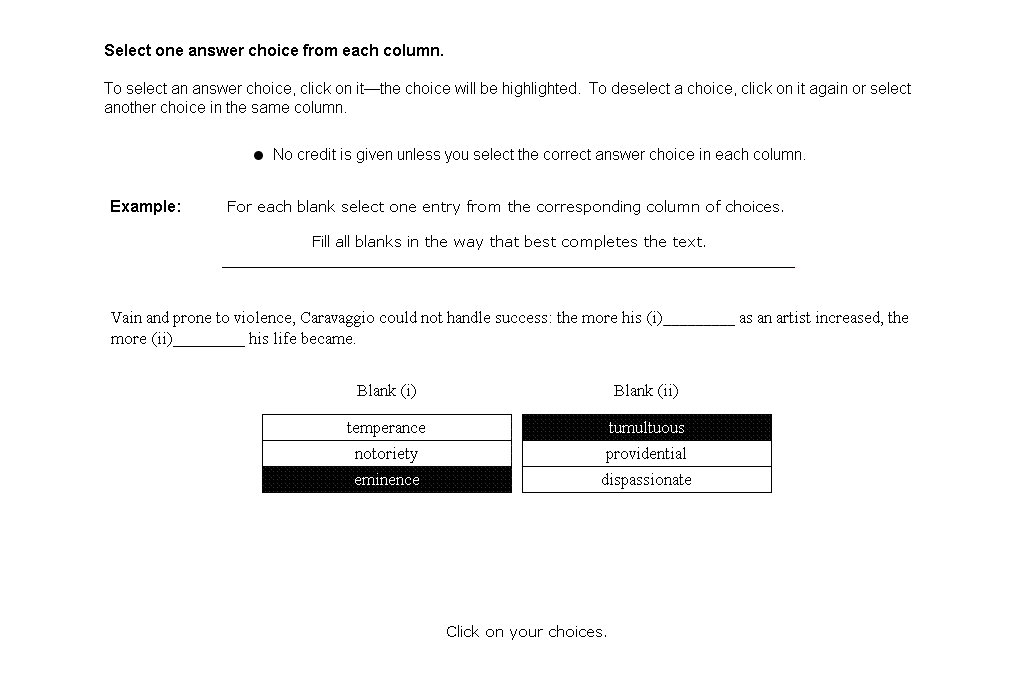 Select one answer choice from each column.
To select an answer choice, click on it—the choice will be highlighted.  To deselect a choice, click on it again or select
another choice in the same column.
● No credit is given unless you select the correct answer choice in each column.
Example: For each blank select one entry from the corresponding column of choices.
Fill all blanks in the way that best completes the text.
Vain and prone to violence, Caravaggio could not handle success: the more his (i)_________ as an artist increased, the
more (ii)_________ his life became.
Blank (i) Blank (ii)
temperance tumultuous
notoriety providential
eminence dispassionate
Click on your choices.